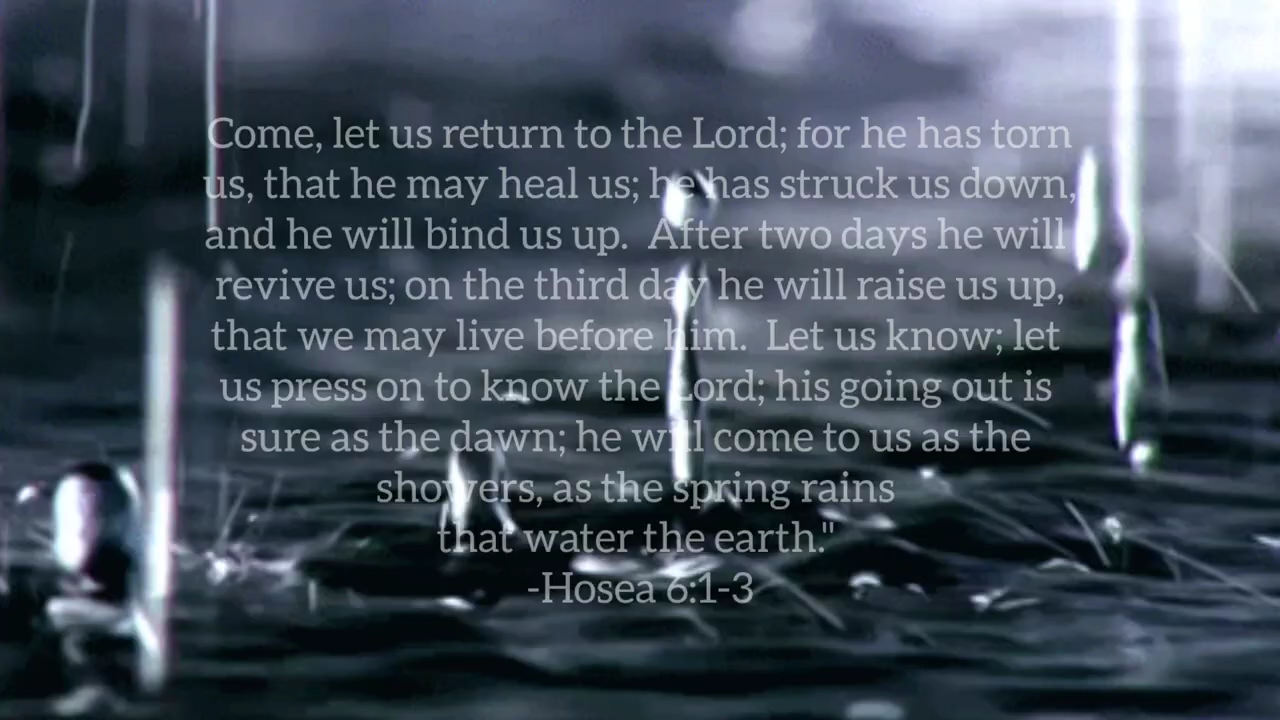 Come, let us return to the Lord; for he has torn
us, that he may heal us; he has struck us down,
and he will bind us up.  After two days he will
revive us; on the third day he will raise us up,
that we may live before him.  Let us know; let
us press on to know the Lord; his going out is
sure as the dawn; he will come to us as the
showers, as the spring rains
that water the earth."
-Hosea 6:1-3